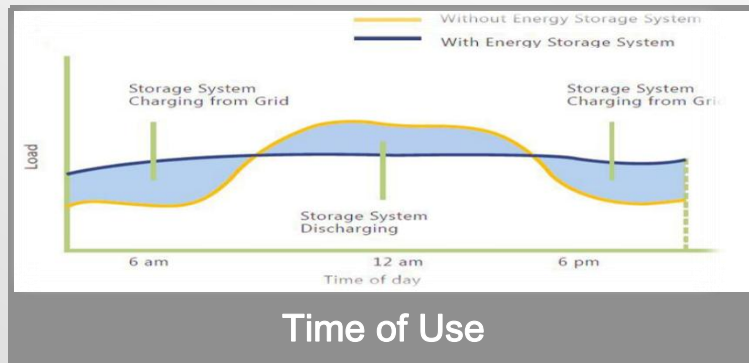 Without Energy Storage System
With Energy Storage System
Storage System
Charging from Grid
Storage System
Charging from Gri
Load
Storage System
Discharging
6 am
12 am
6 pm
Time of day
Time of Use